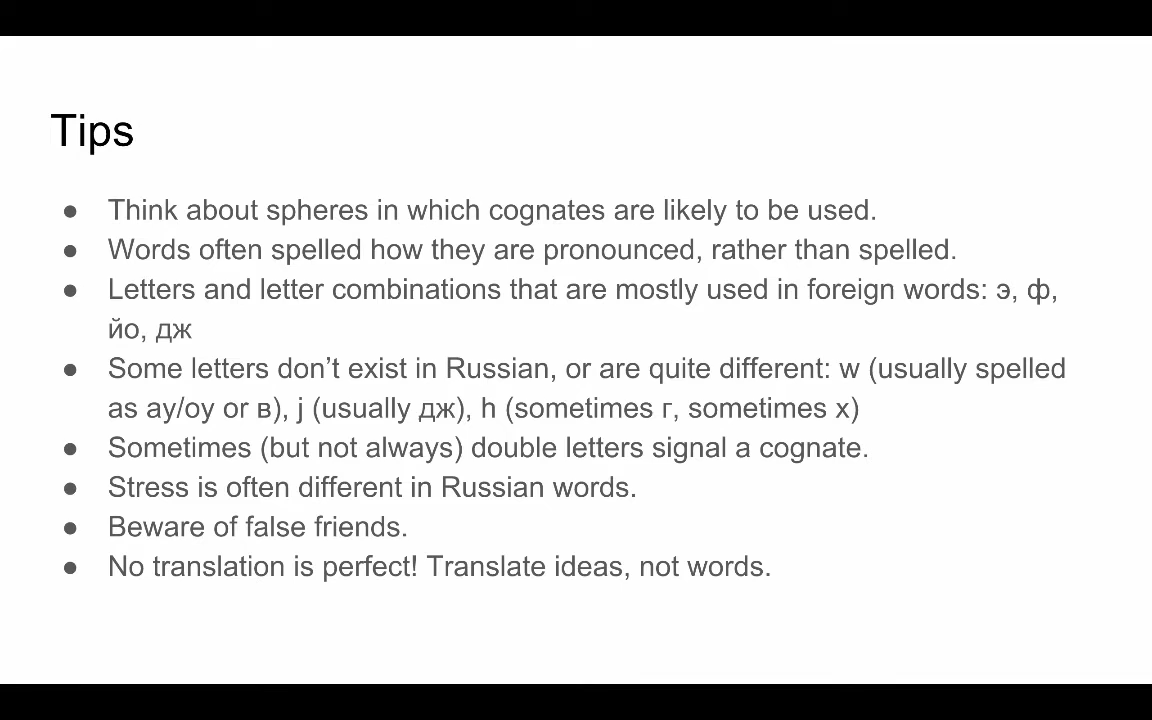 Tips
● Think about spheres in which cognates are likely to be used.
● Words often spelled how they are pronounced, rather than spelled.
● Letters and letter combinations that are mostly used in foreign words: э, ф,
йо, дж
● Some letters don’t exist in Russian, or are quite different: w (usually spelled
as ау/оу or в), j (usually дж), h (sometimes г, sometimes х)
● Sometimes (but not always) double letters signal a cognate.
● Stress is often different in Russian words.
● Beware of false friends.
● No translation is perfect! Translate ideas, not words.